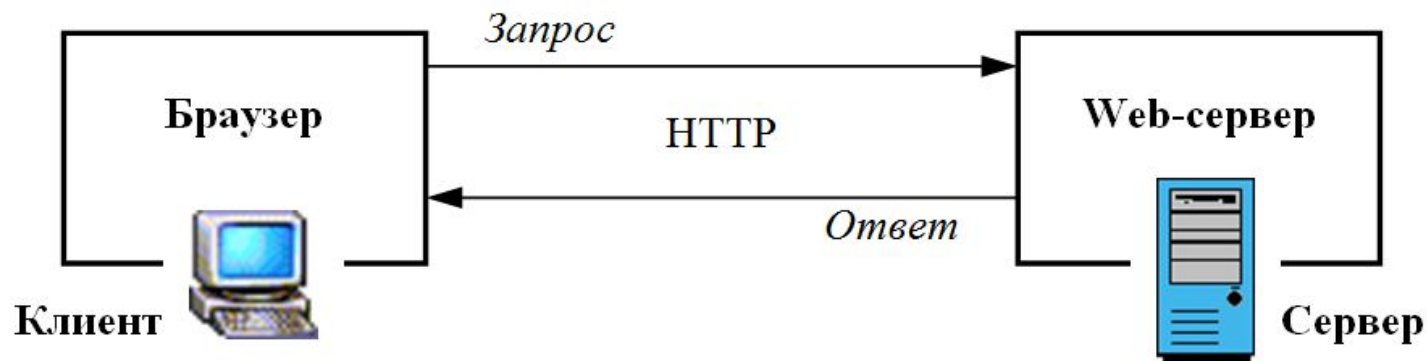 Запрос
Браузер
HTTP
Web-сервер
Ответ
Клиент
Сервер